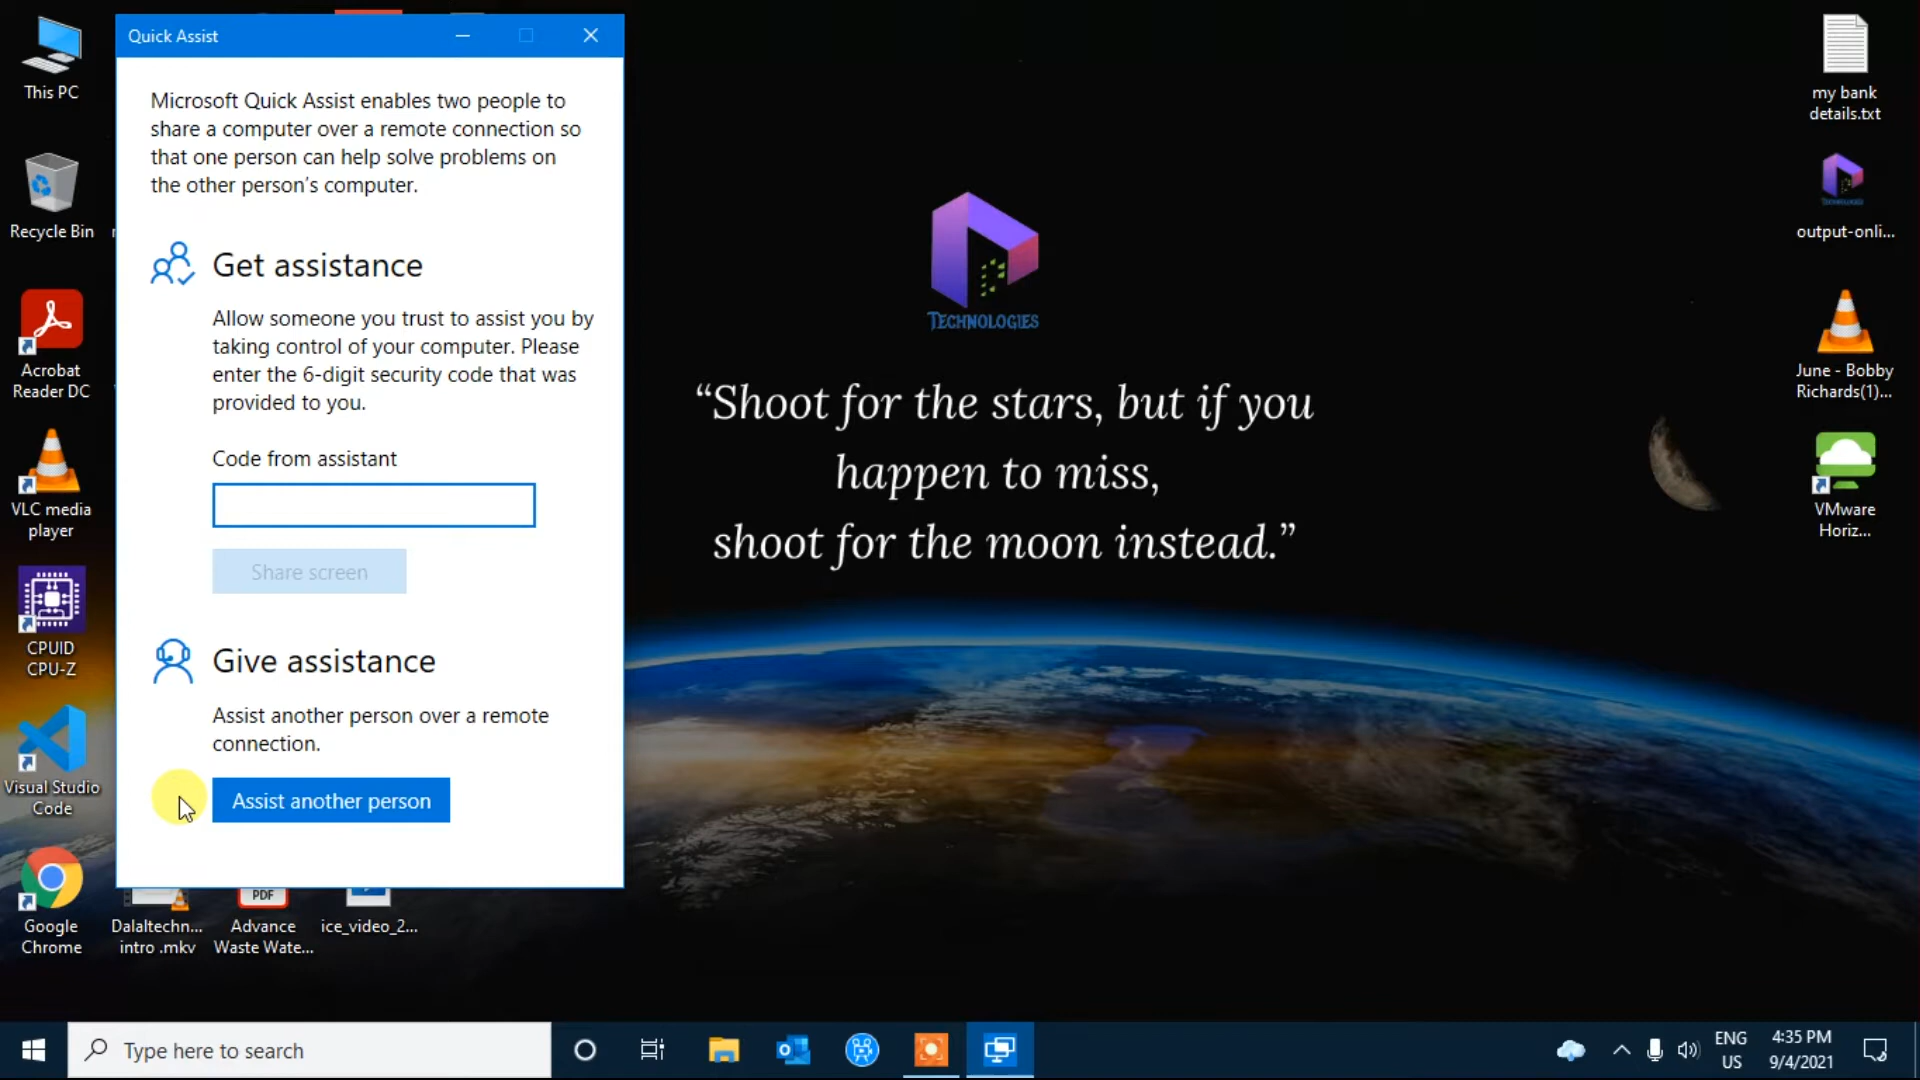 Quick Assist
Microsoft Quick Assist enables two people to
share a computer over a remote connection so
that one person can help solve problems on
the other person's computer.
Get assistance
Allow someone you trust to assist you by
taking control of your computer. Please
enter the 6-digit security code that was
provided to you.
Code from assistant
Share screen
Give assistance
Assist another person over a remote
connection.
Assist another person
This PC
Recycle Bin
Acrobat
Reader DC
VLC media
player
CPUID
CPU-Z
Visual Studio
Code
Google
Chrome
Dalaltechn...
intro .mkv
PDF
Advance
Waste Wate...
ice_video_2...
TECHNOLOGIES
“Shoot for the stars, but if you
happen to miss,
shoot for the moon instead.”
my bank
details.txt
output-onli...
June - Bobby
Richards(1)...
VMware
Horiz...
Type here to search
ENG
US
4:35 PM
9/4/2021